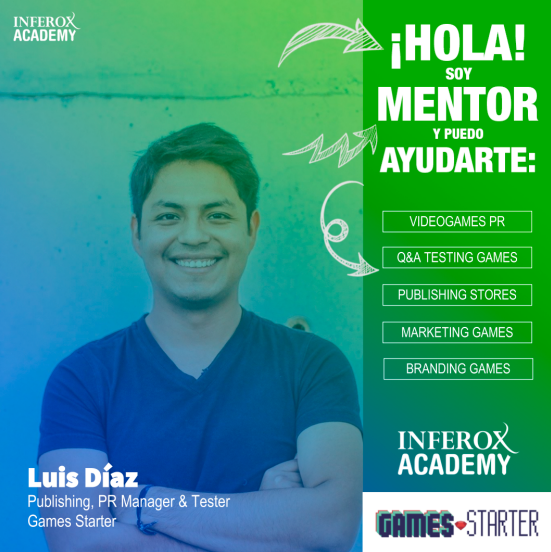 INFEROX
ACADEMY
¡HOLA!
SOY
MENTOR
Y PUEDO
AYUDARTE:
VIDEOGAMES PR
Q&A TESTING GAMES
PUBLISHING STORES
MARKETING GAMES
BRANDING GAMES
Luis Díaz
Publishing, PR Manager & Tester
Games Starter
INFEROX
ACADEMY
GAMES STARTER